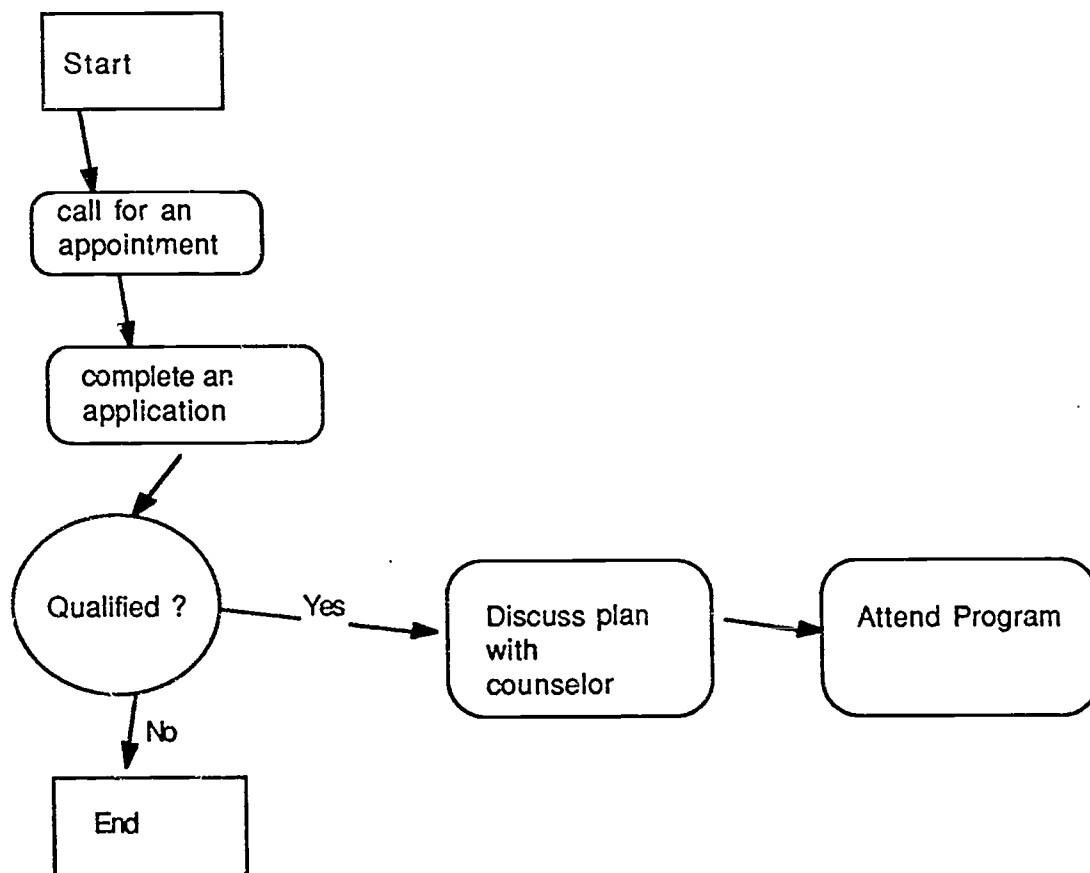 Start
call for an
appointment
complete an
application
Qualified ?
Yes
Discuss plan
with
counselor
Attend Program
No
End